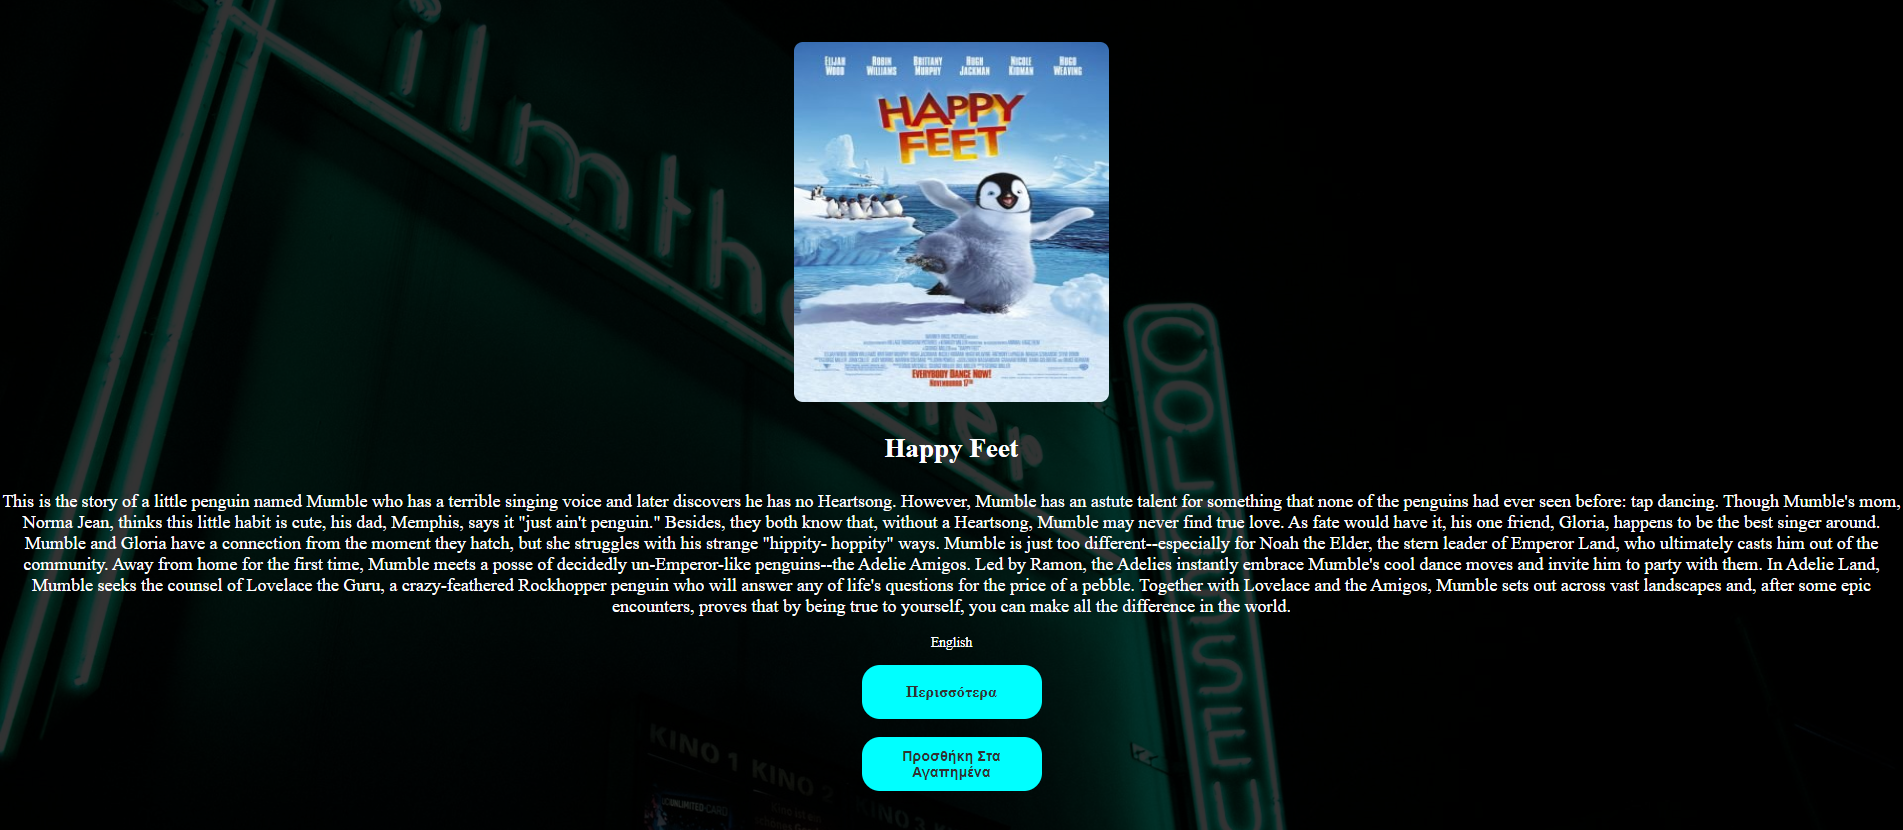 ilmthe
ELIJAH WOOD
ROBIN WILLIAMS
BRITTANY MURPHY
HUGH JACKMAN
NICOLE KIDMAN
HUGO WEAVING
HAPPY
FEET
EVERYBODY DANCE NOW!
COLOSSEU
Happy Feet
This is the story of a little penguin named Mumble who has a terrible singing voice and later discovers he has no Heartsong. However, Mumble has an astute talent for something that none of the penguins had ever seen before: tap dancing. Though Mumble's mom,
Norma Jean, thinks this little habit is cute, his dad, Memphis, says it "just ain't penguin." Besides, they both know that, without a Heartsong, Mumble may never find true love. As fate would have it, his one friend, Gloria, happens to be the best singer around.
Mumble and Gloria have a connection from the moment they hatch, but she struggles with his strange "hippity- hoppity" ways. Mumble is just too different--especially for Noah the Elder, the stern leader of Emperor Land, who ultimately casts him out of the
community. Away from home for the first time, Mumble meets a posse of decidedly un-Emperor-like penguins--the Adelie Amigos. Led by Ramon, the Adelies instantly embrace Mumble's cool dance moves and invite him to party with them. In Adelie Land,
Mumble seeks the counsel of Lovelace the Guru, a crazy-feathered Rockhopper penguin who will answer any of life's questions for the price of a pebble. Together with Lovelace and the Amigos, Mumble sets out across vast landscapes and, after some epic
encounters, proves that by being true to yourself, you can make all the difference in the world.
English
Περισσότερα
Προσθήκη Στα
Αγαπημένα
KINO 1 KINO 2
KINO 3
UNLIMITED-CARD